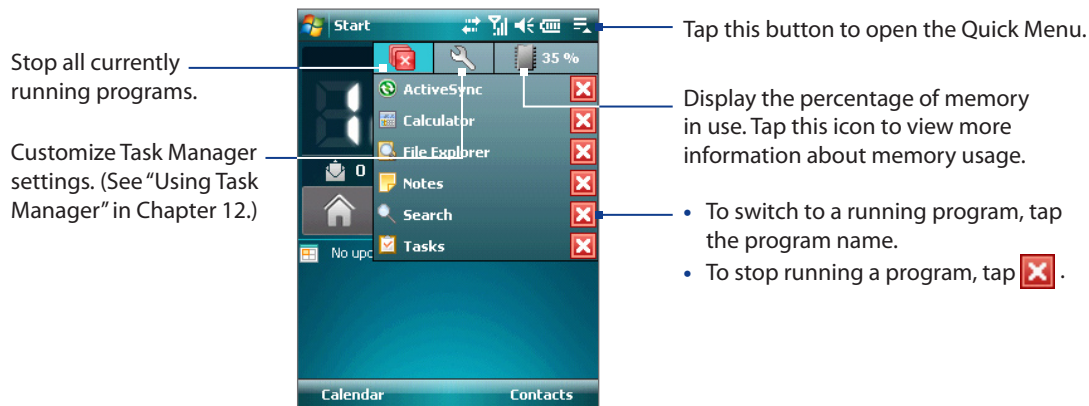 Start
35 %
ActiveSync
Calculator
File Explorer
Notes
Search
Tasks
0
No upc
Calendar
Contacts
Stop all currently
running programs.
Customize Task Manager
settings. (See “Using Task
Manager” in Chapter 12.)
Tap this button to open the Quick Menu.
Display the percentage of memory
in use. Tap this icon to view more
information about memory usage.
• To switch to a running program, tap
the program name.
• To stop running a program, tap .